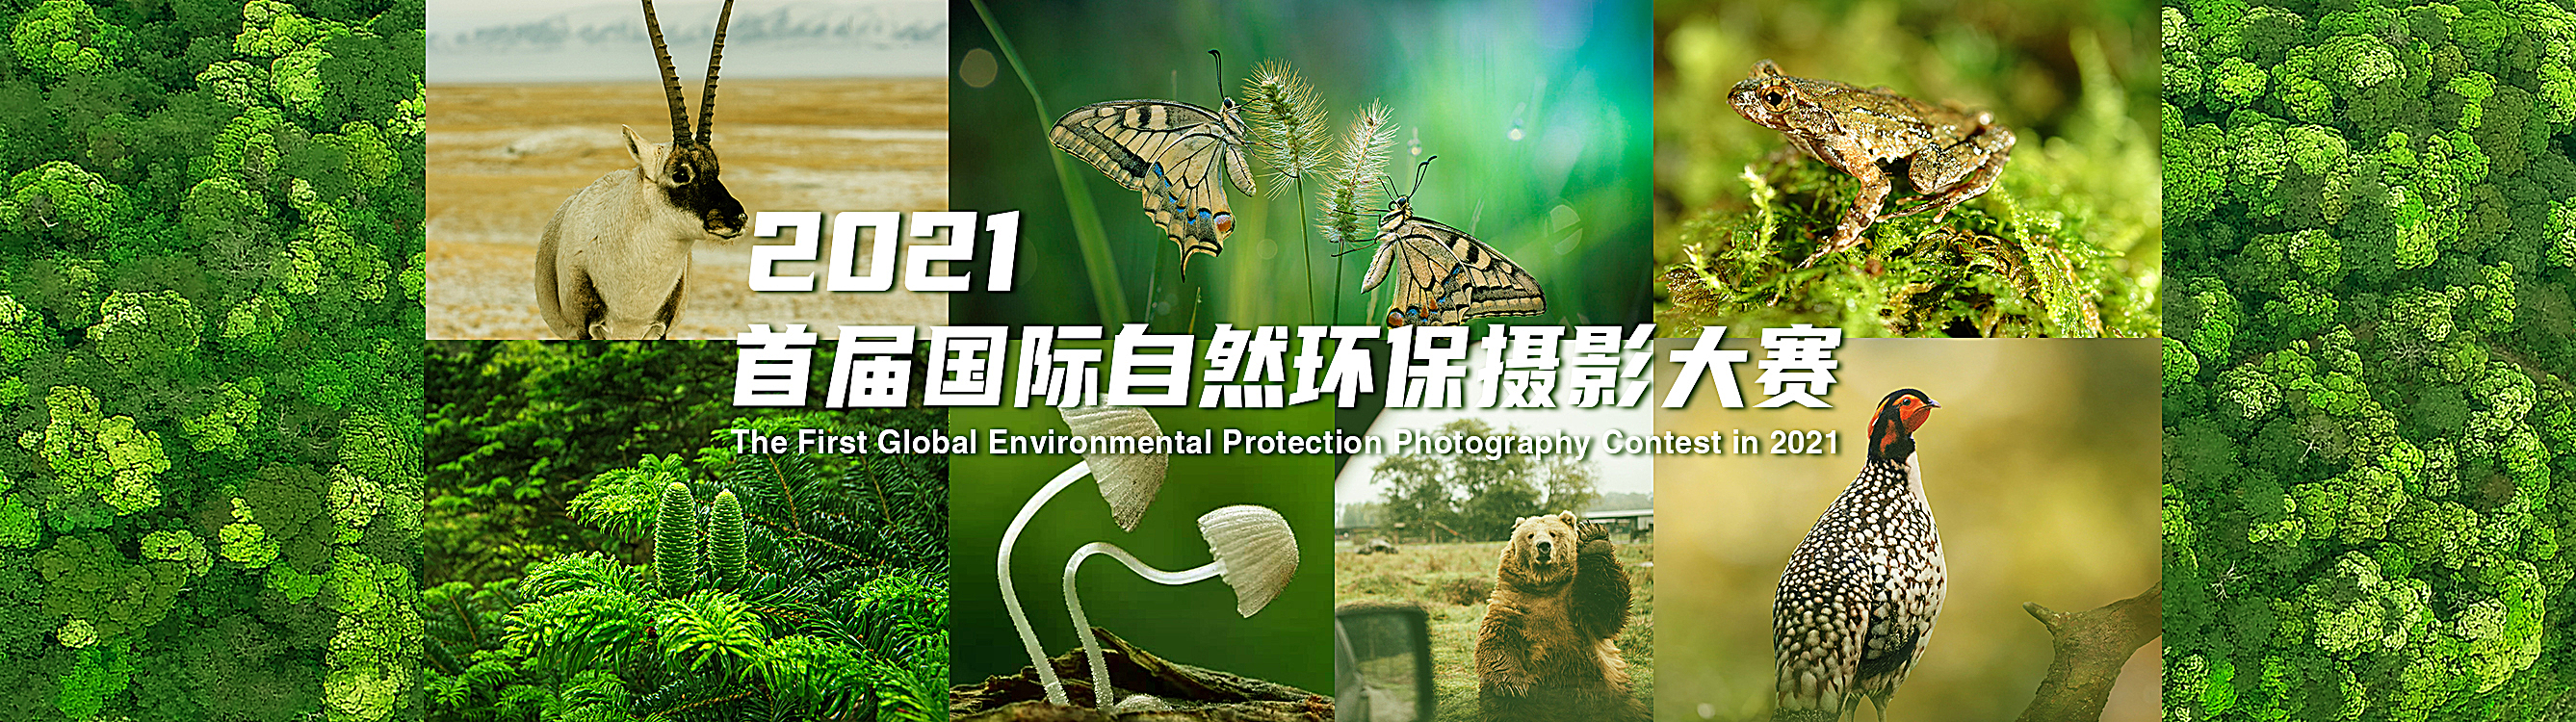 2021
首届国际自然环保摄影大赛
The First Global Environmental Protection Photography Contest in 2021